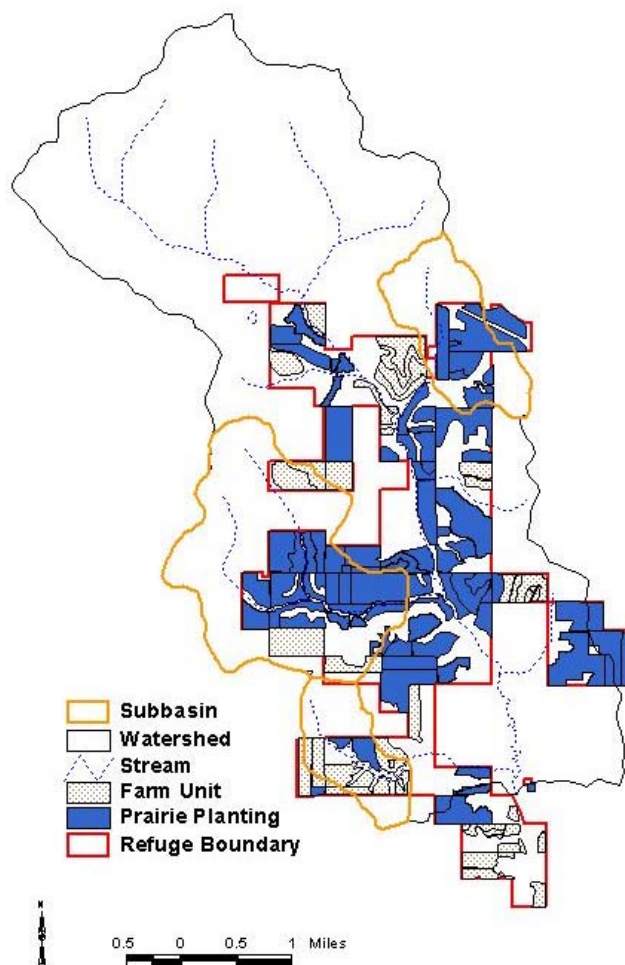 Subbasin
Watershed
Stream
Farm Unit
Prairie Planting
Refuge Boundary
0.5 0 0.5 1 Miles